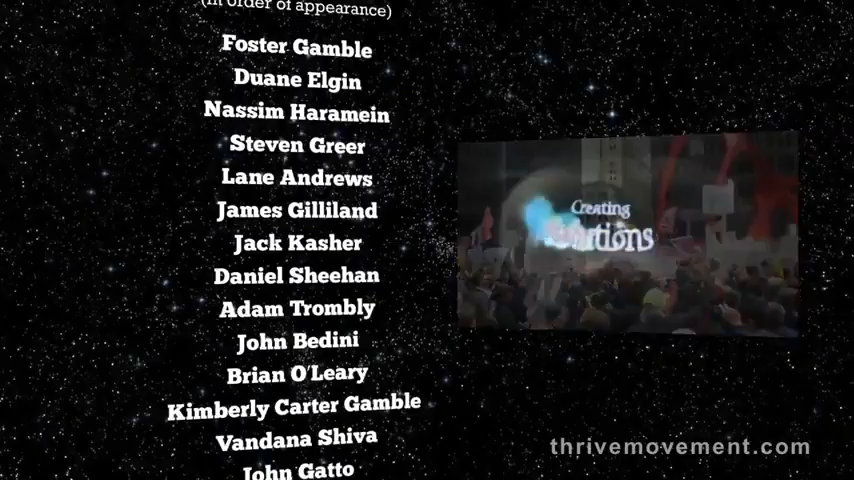 (in order of appearance)
Foster Gamble
Duane Elgin
Nassim Haramein
Steven Greer
Lane Andrews
James Gilliland
Jack Kasher
Daniel Sheehan
Adam Trombly
John Bedini
Brian O'Leary
Kimberly Carter Gamble
Vandana Shiva
John Gatto
Creating
thrivemovement.com